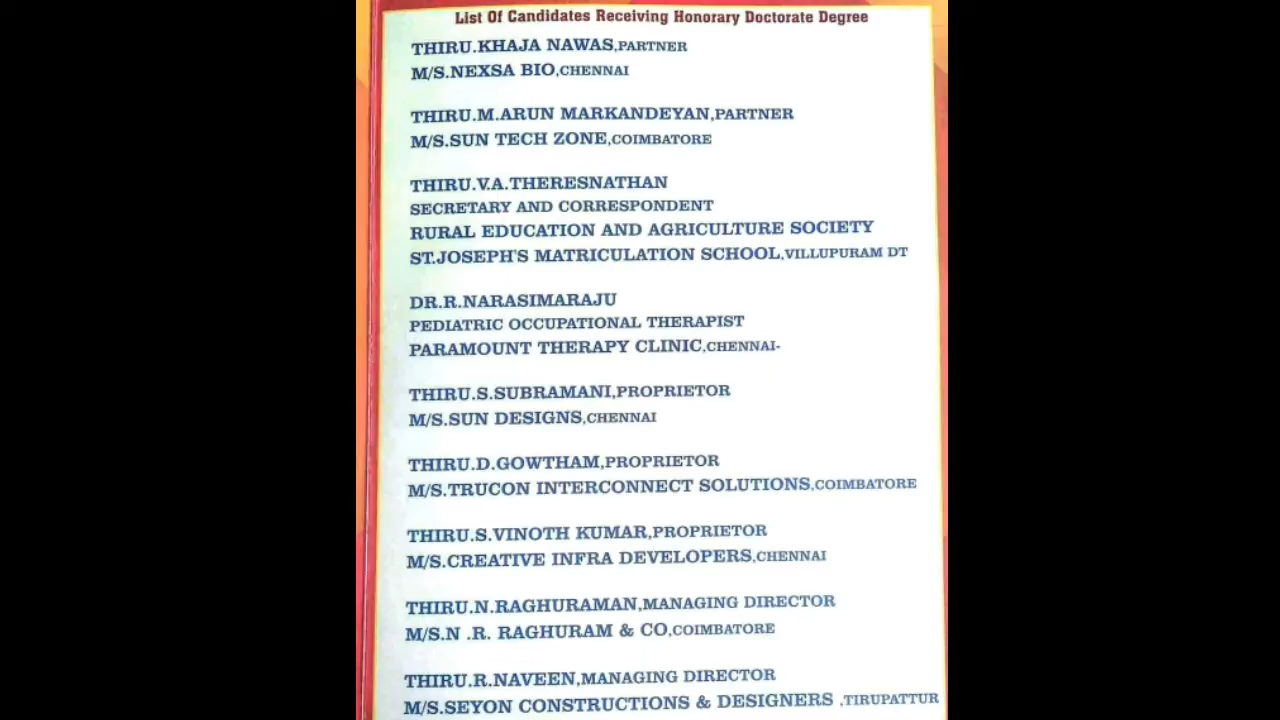 List Of Candidates Receiving Honorary Doctorate Degree
THIRU.KHAJA NAWAS,PARTNER
M/S.NEXSA BIO,CHENNAI
THIRU.M.ARUN MARKANDEYAN,PARTNER
M/S.SUN TECH ZONE,COIMBATORE
THIRU.V.A.THERESNATHAN
SECRETARY AND CORRESPONDENT
RURAL EDUCATION AND AGRICULTURE SOCIETY
ST.JOSEPH'S MATRICULATION SCHOOL,VILLUPURAM DT
DR.R.NARASIMARAJU
PEDIATRIC OCCUPATIONAL THERAPIST
PARAMOUNT THERAPY CLINIC,CHENNAI-
THIRU.S.SUBRAMANI,PROPRIETOR
M/S.SUN DESIGNS,CHENNAI
THIRU.D.GOWTHAM,PROPRIETOR
M/S.TRUCON INTERCONNECT SOLUTIONS,COIMBATORE
THIRU.S.VINOTH KUMAR,PROPRIETOR
M/S.CREATIVE INFRA DEVELOPERS,CHENNAI
THIRU.N.RAGHURAMAN,MANAGING DIRECTOR
M/S.N .R. RAGHURAM & CO,COIMBATORE
THIRU.R.NAVEEN,MANAGING DIRECTOR
M/S.SEYON CONSTRUCTIONS & DESIGNERS ,TIRUPATTUR